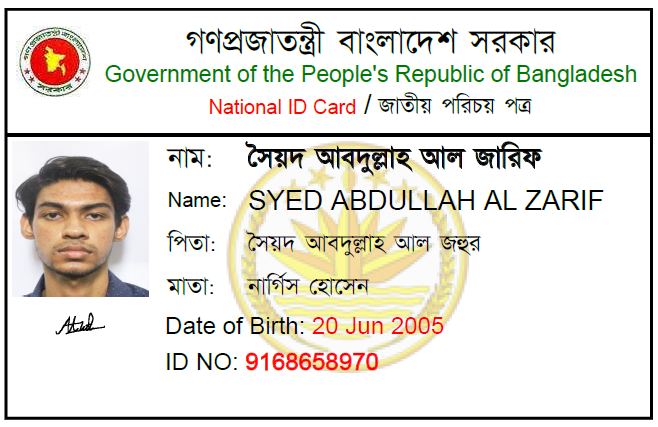 গণপ্রজাতন্ত্রী বাংলাদেশ সরকার
Government of the People's Republic of Bangladesh
National ID Card / জাতীয় পরিচয় পত্র
নাম: সৈয়দ আবদুল্লাহ আল জারিফ
Name: SYED ABDULLAH AL ZARIF
পিতা: সৈয়দ আবদুল্লাহ আল জহুর
মাতা: নার্গিস হোসেন
Date of Birth: 20 Jun 2005
ID NO: 9168658970